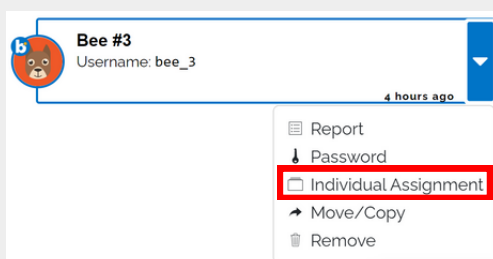 b
Bee #3
Username: bee_3
4 hours ago
Report
Password
Individual Assignment
Move/Copy
Remove